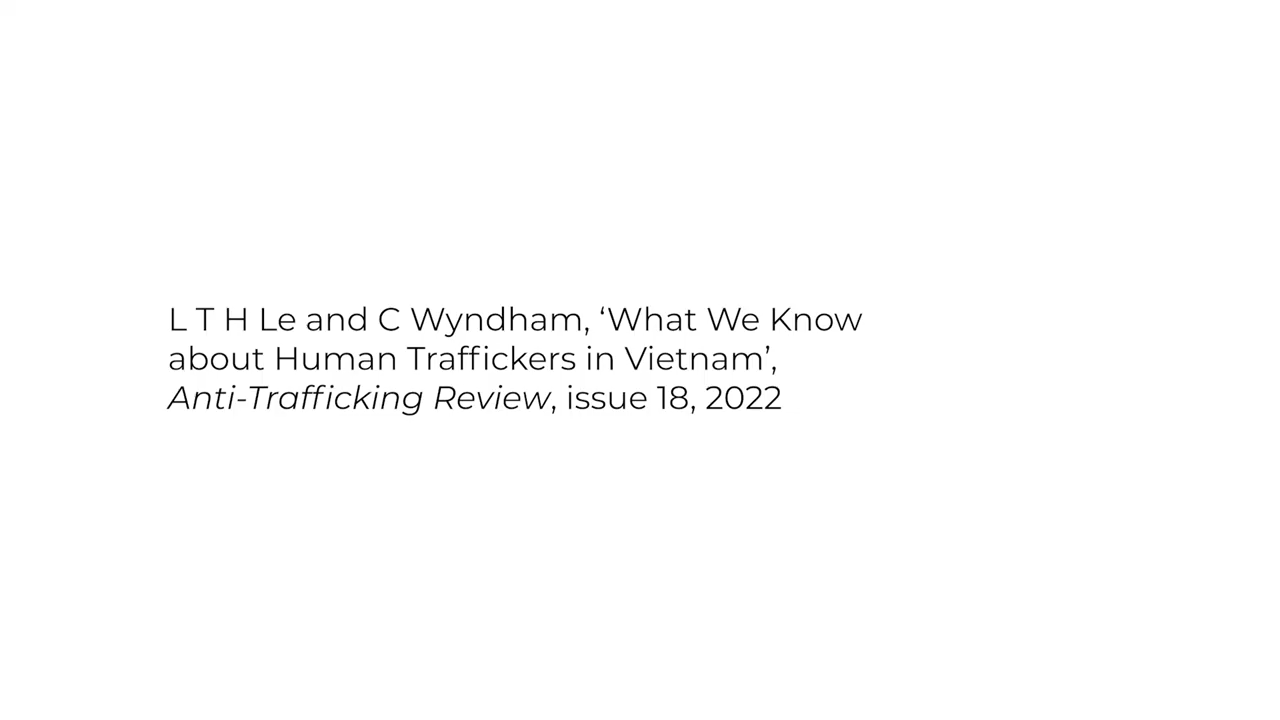 L T H Le and C Wyndham, ‘What We Know
about Human Traffickers in Vietnam’,
Anti-Trafficking Review, issue 18, 2022